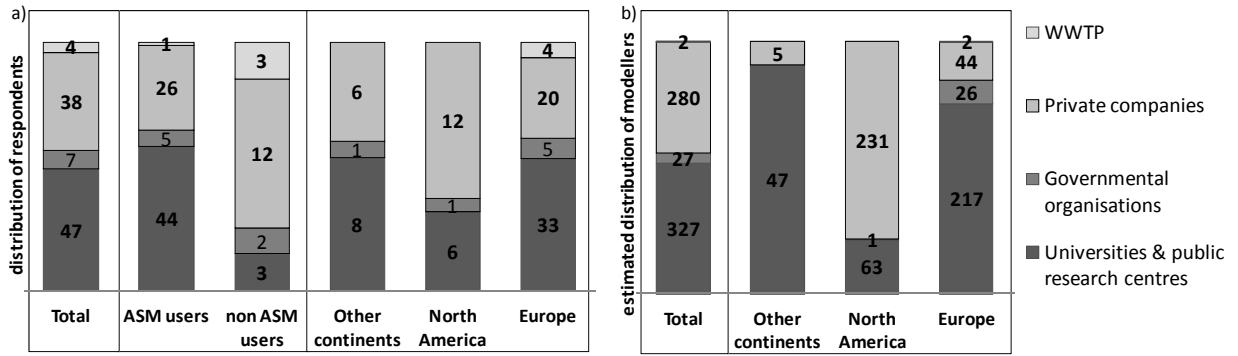 a)
distribution of respondents
4
38
7
47
1
26
5
44
3
12
2
3
6
1
8
12
1
6
4
20
5
33
Total
ASM users
non ASM
users
Other
continents
North
America
Europe
b)
estimated distribution of modellers
2
280
27
327
5
47
231
1
63
2
44
26
217
Total
Other
continents
North
America
Europe
WWTP
Private companies
Governmental
organisations
Universities & public
research centres